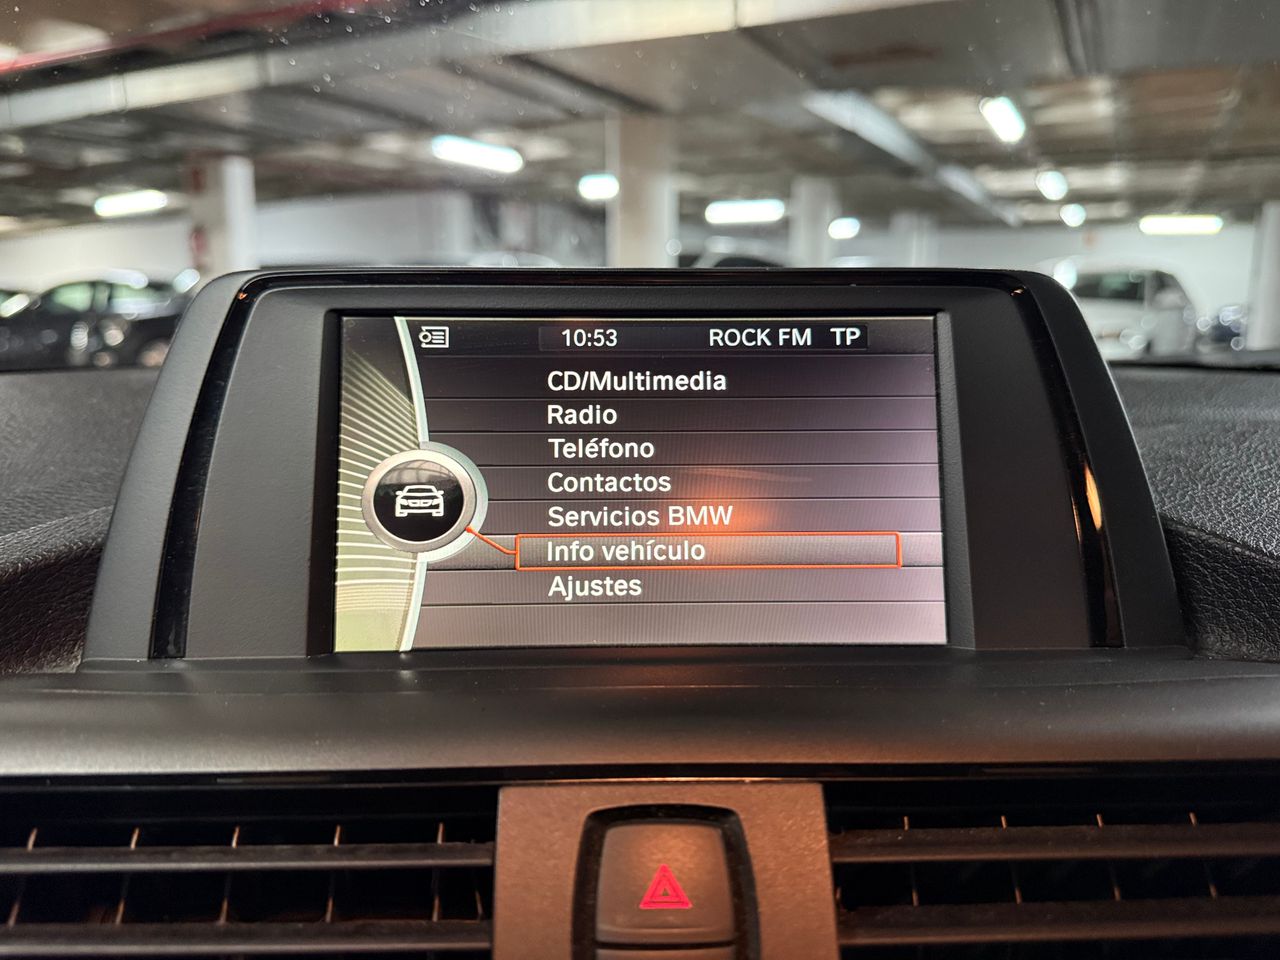 10:53 ROCK FM TP
CD/Multimedia
Radio
Teléfono
Contactos
Servicios BMW
Info vehículo
Ajustes